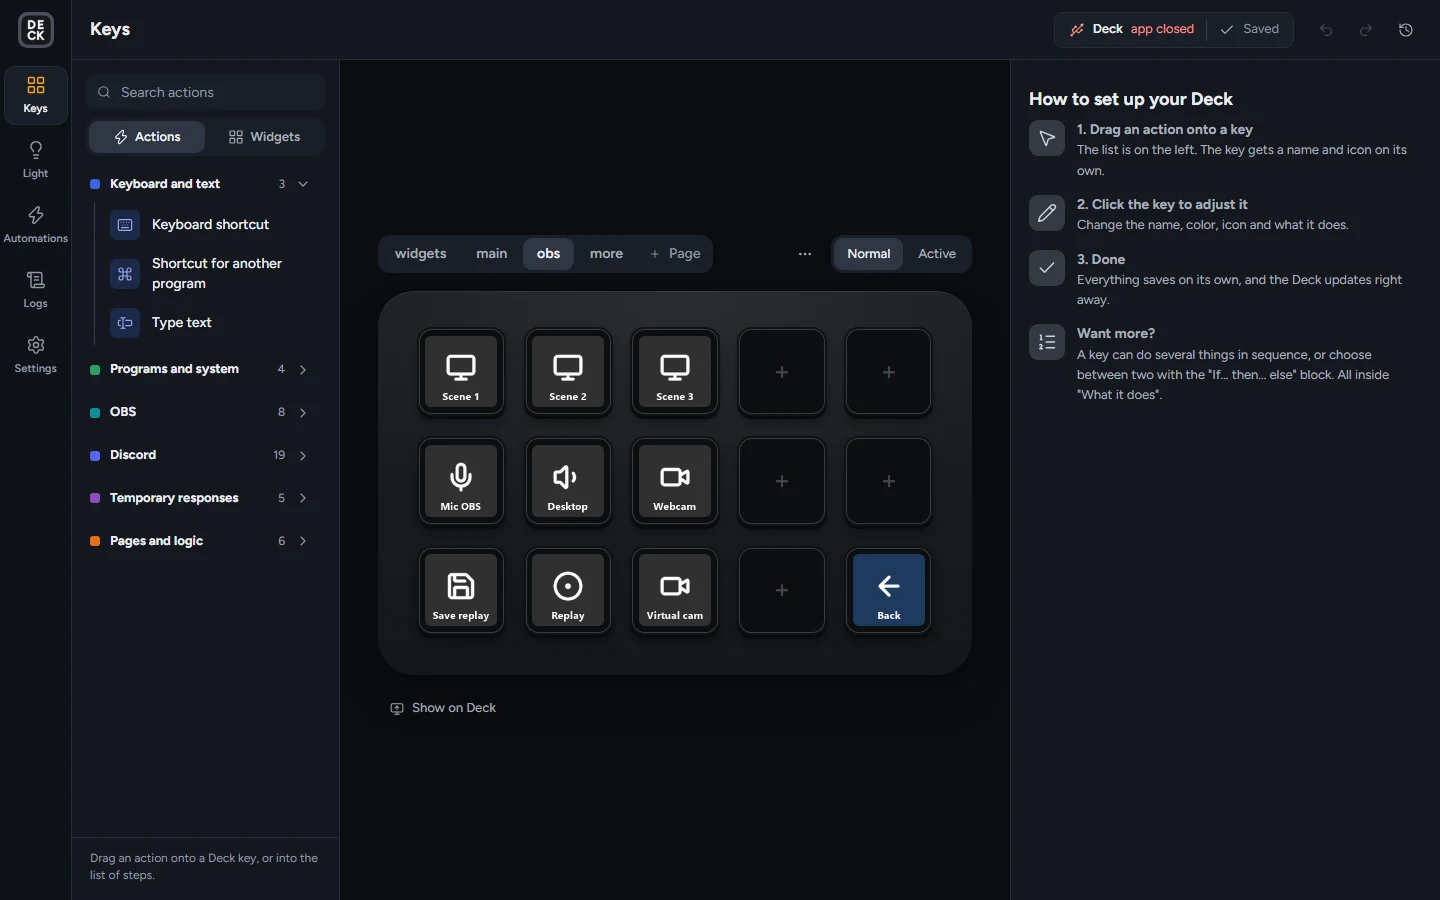 DE
CK
Keys
Deck app closed
Saved
Keys
Light
Automations
Logs
Settings
Search actions
Actions
Widgets
Keyboard and text 3
Keyboard shortcut
Shortcut for another
program
Type text
Programs and system 4
OBS 8
Discord 19
Temporary responses 5
Pages and logic 6
Drag an action onto a Deck key, or into the
list of steps.
widgets main obs more + Page
Normal Active
Scene 1
Scene 2
Scene 3
Mic OBS
Desktop
Webcam
Save replay
Replay
Virtual cam
Back
Show on Deck
How to set up your Deck
1. Drag an action onto a key
The list is on the left. The key gets a name and icon on its
own.
2. Click the key to adjust it
Change the name, color, icon and what it does.
3. Done
Everything saves on its own, and the Deck updates right
away.
Want more?
A key can do several things in sequence, or choose
between two with the "If... then... else" block. All inside
"What it does".